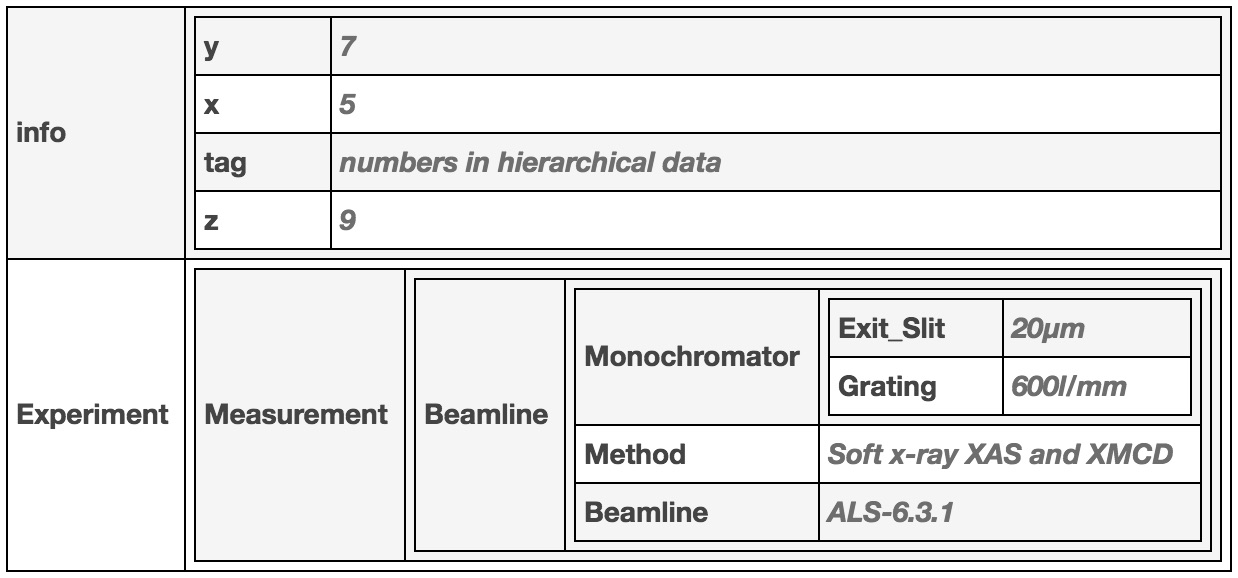 info
y 7
x 5
tag numbers in hierarchical data
z 9
Experiment
Measurement
Beamline
Monochromator
Exit_Slit 20µm
Grating 600l/mm
Method Soft x-ray XAS and XMCD
Beamline ALS-6.3.1